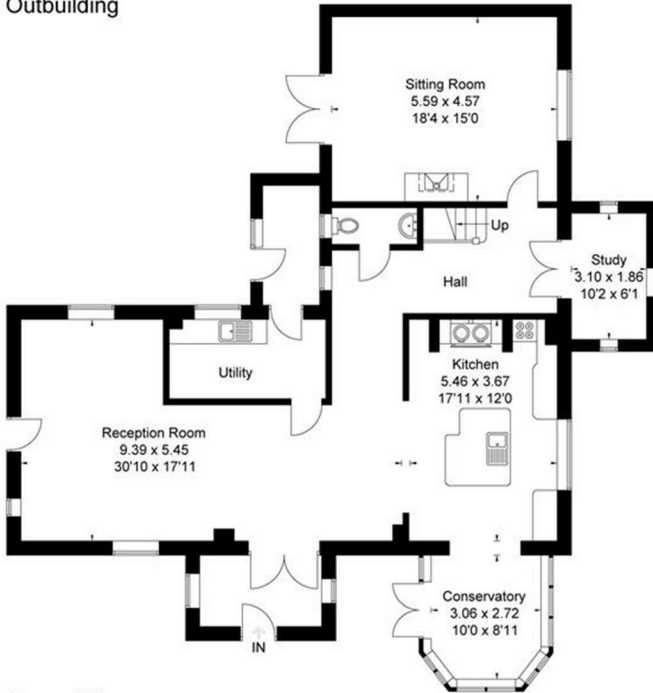 Outbuilding
Sitting Room
5.59 x 4.57
18'4 x 15'0
Up
Hall
Study
3.10 x 1.86
10'2 x 6'1
Utility
Kitchen
5.46 x 3.67
17'11 x 12'0
Reception Room
9.39 x 5.45
30'10 x 17'11
Conservatory
3.06 x 2.72
10'0 x 8'11
IN